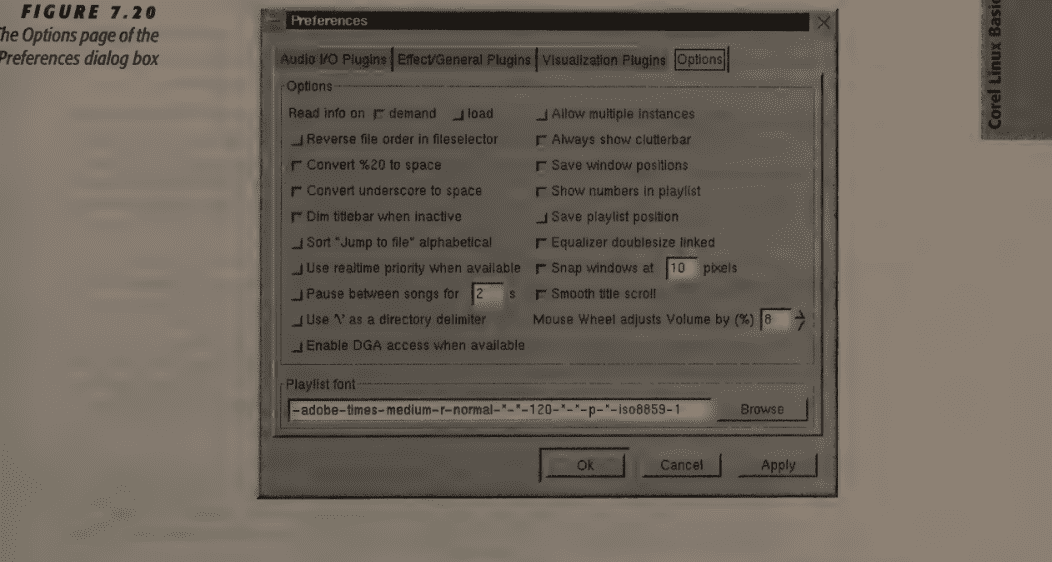 FIGURE 7.20
The Options page of the
Preferences dialog box
Corel Linux Basic
Preferences
Audio I/O Plugins Effect/General Plugins Visualization Plugins Options
Options
Read info on demand load
Allow multiple instances
Reverse file order in fileselector
Always show clutterbar
Convert %20 to space
Save window positions
Convert underscore to space
Show numbers in playlist
Dim titlebar when inactive
Save playlist position
Sort "Jump to file" alphabetical
Equalizer doublesize linked
Use realtime priority when available
Snap windows at 10 pixels
Pause between songs for 2 s
Smooth title scroll
Use '\' as a directory delimiter
Mouse Wheel adjusts Volume by (%) 8
Enable DGA access when available
Playlist font
-adobe-times-medium-r-normal-*-*-120-*-*-p-*-iso8859-1
Browse
Ok Cancel Apply